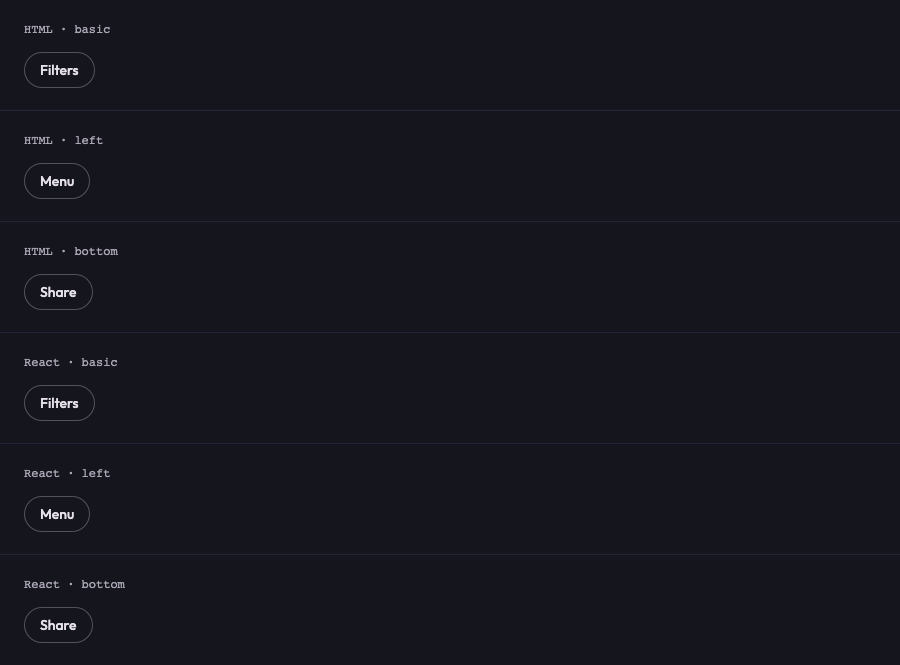 HTML · basic
Filters
HTML · left
Menu
HTML · bottom
Share
React · basic
Filters
React · left
Menu
React · bottom
Share